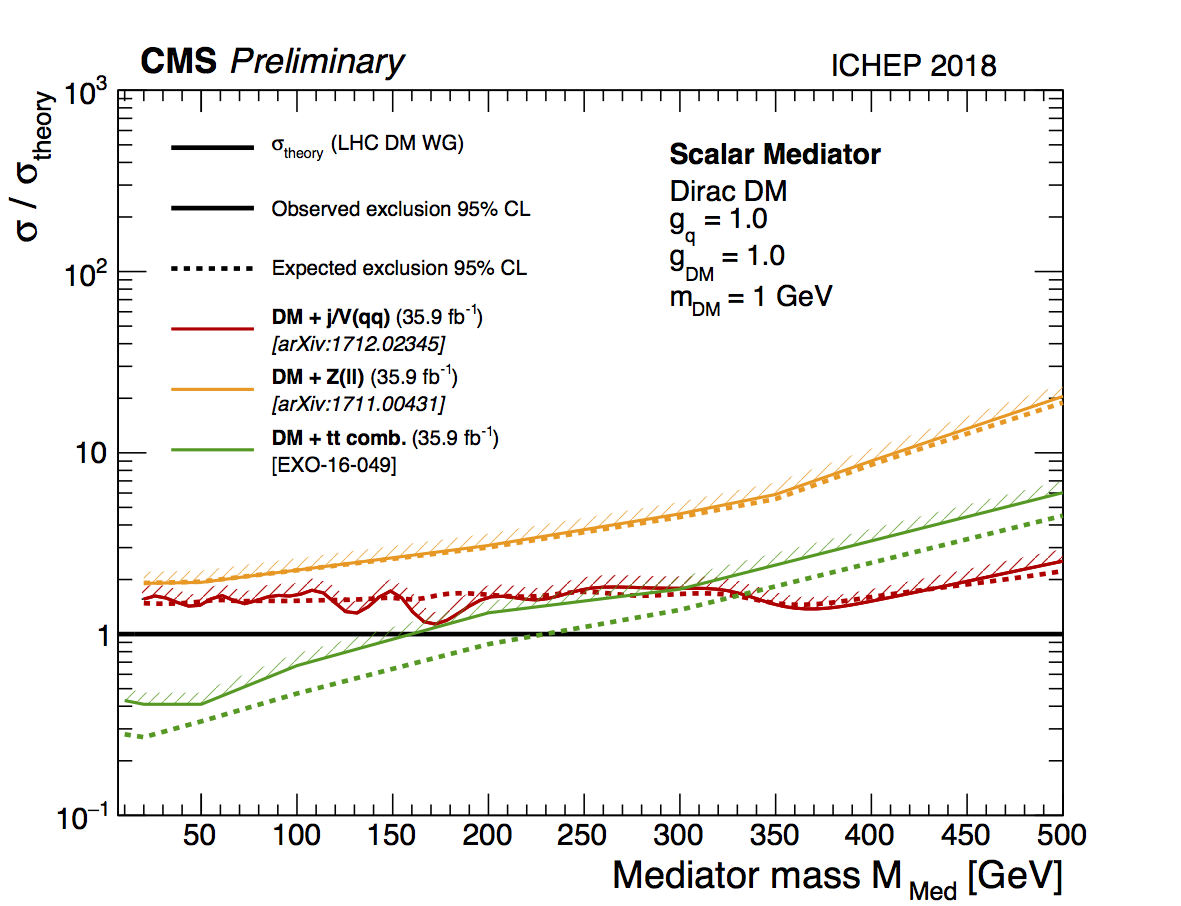 CMS Preliminary
ICHEP 2018
σ / σtheory
10³
10²
10
1
10⁻¹
σtheory (LHC DM WG)
Observed exclusion 95% CL
Expected exclusion 95% CL
DM + j/V(qq) (35.9 fb⁻¹)
[arXiv:1712.02345]
DM + Z(ll) (35.9 fb⁻¹)
[arXiv:1711.00431]
DM + tt comb. (35.9 fb⁻¹)
[EXO-16-049]
Scalar Mediator
Dirac DM
gq = 1.0
gDM = 1.0
mDM = 1 GeV
50 100 150 200 250 300 350 400 450 500
Mediator mass MMed [GeV]